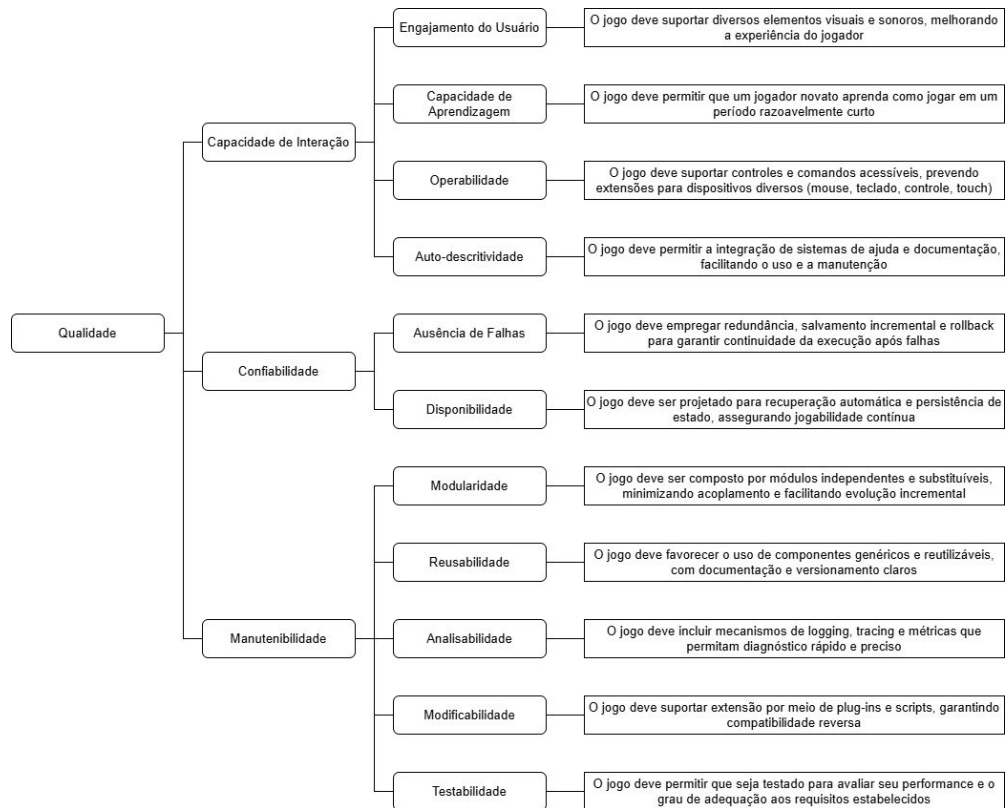 Engajamento do Usuário
O jogo deve suportar diversos elementos visuais e sonoros, melhorando
a experiência do jogador
Capacidade de
Aprendizagem
O jogo deve permitir que um jogador novato aprenda como jogar em um
período razoavelmente curto
Capacidade de Interação
Operabilidade
O jogo deve suportar controles e comandos acessíveis, prevendo
extensões para dispositivos diversos (mouse, teclado, controle, touch)
Auto-descritividade
O jogo deve permitir a integração de sistemas de ajuda e documentação,
facilitando o uso e a manutenção
Qualidade
Ausência de Falhas
O jogo deve empregar redundância, salvamento incremental e rollback
para garantir continuidade da execução após falhas
Confiabilidade
Disponibilidade
O jogo deve ser projetado para recuperação automática e persistência de
estado, assegurando jogabilidade contínua
Modularidade
O jogo deve ser composto por módulos independentes e substituíveis,
minimizando acoplamento e facilitando evolução incremental
Reusabilidade
O jogo deve favorecer o uso de componentes genéricos e reutilizáveis,
com documentação e versionamento claros
Manutenibilidade
Analisabilidade
O jogo deve incluir mecanismos de logging, tracing e métricas que
permitam diagnóstico rápido e preciso
Modificabilidade
O jogo deve suportar extensão por meio de plug-ins e scripts, garantindo
compatibilidade reversa
Testabilidade
O jogo deve permitir que seja testado para avaliar seu performance e o
grau de adequação aos requisitos estabelecidos